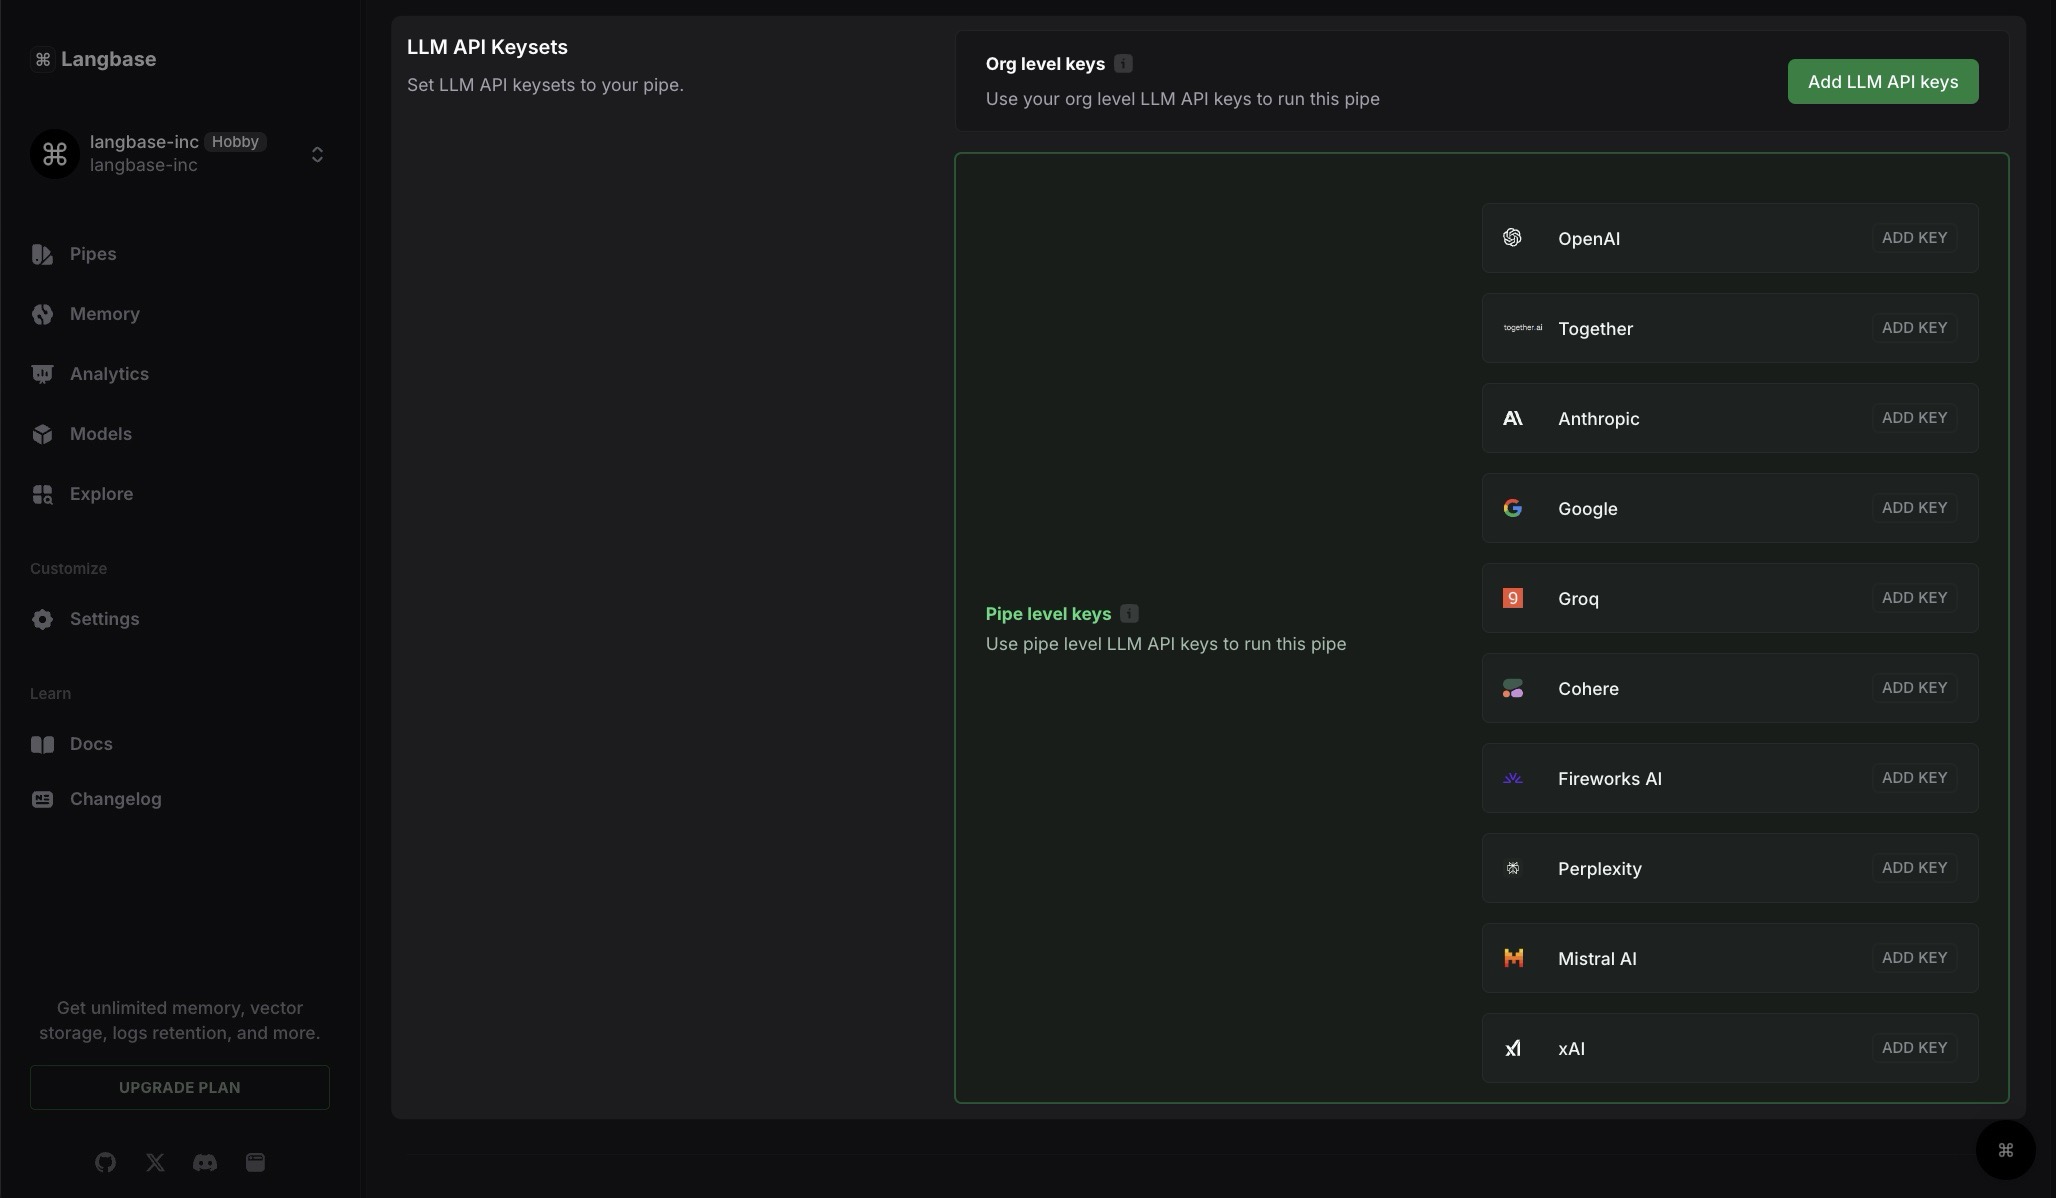 Langbase
langbase-inc Hobby
langbase-inc
Pipes
Memory
Analytics
Models
Explore
Customize
Settings
Learn
Docs
Changelog
Get unlimited memory, vector
storage, logs retention, and more.
UPGRADE PLAN
LLM API Keysets
Set LLM API keysets to your pipe.
Org level keys
Use your org level LLM API keys to run this pipe
Add LLM API keys
Pipe level keys
Use pipe level LLM API keys to run this pipe
OpenAI ADD KEY
together.ai Together ADD KEY
Anthropic ADD KEY
Google ADD KEY
Groq ADD KEY
Cohere ADD KEY
Fireworks AI ADD KEY
Perplexity ADD KEY
Mistral AI ADD KEY
xAI ADD KEY